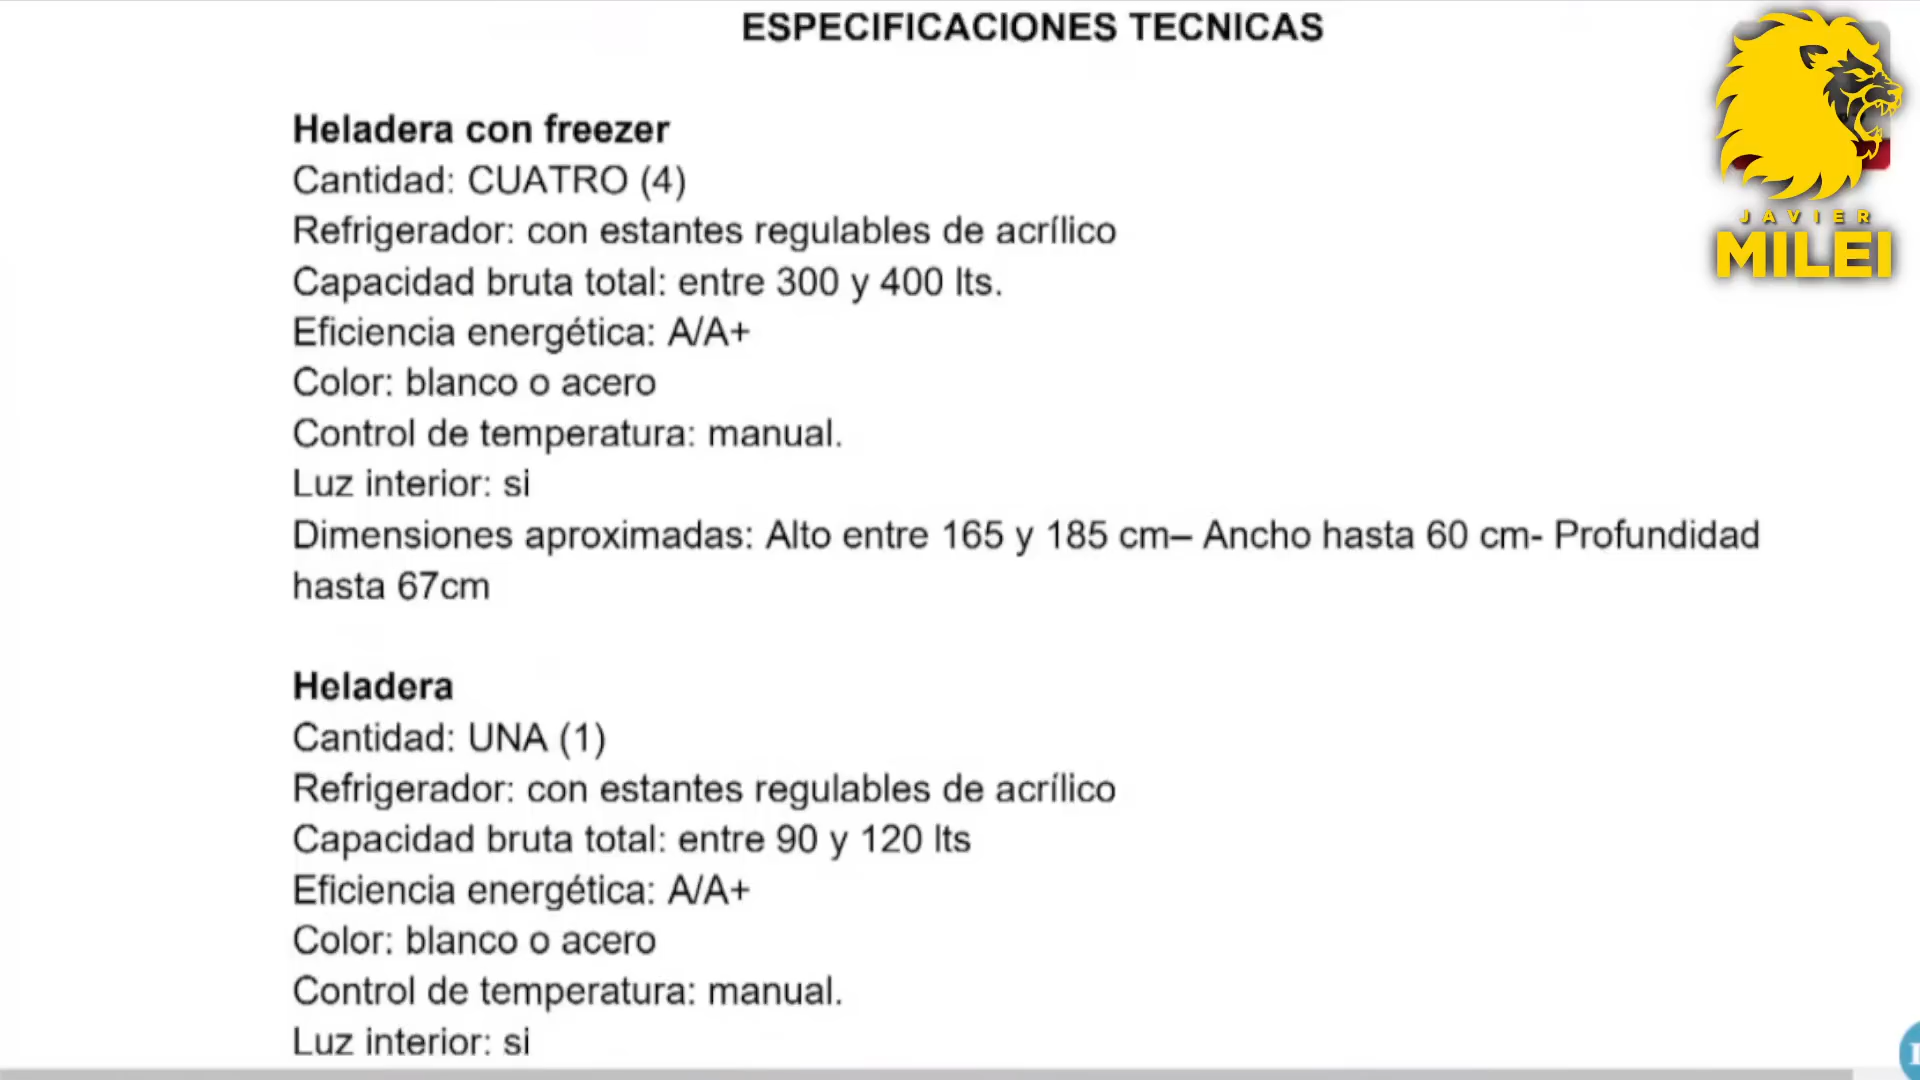 ESPECIFICACIONES TECNICAS
Heladera con freezer
Cantidad: CUATRO (4)
Refrigerador: con estantes regulables de acrílico
Capacidad bruta total: entre 300 y 400 lts.
Eficiencia energética: A/A+
Color: blanco o acero
Control de temperatura: manual.
Luz interior: si
Dimensiones aproximadas: Alto entre 165 y 185 cm– Ancho hasta 60 cm- Profundidad
hasta 67cm
Heladera
Cantidad: UNA (1)
Refrigerador: con estantes regulables de acrílico
Capacidad bruta total: entre 90 y 120 lts
Eficiencia energética: A/A+
Color: blanco o acero
Control de temperatura: manual.
Luz interior: si
JAVIER
MILEI